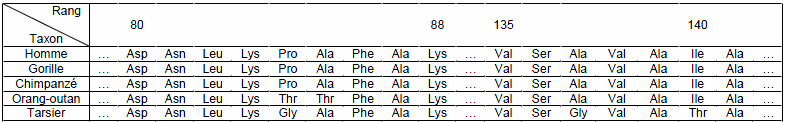 Rang
80 88 135 140
Taxon
Homme … Asp Asn Leu Lys Pro Ala Phe Ala Lys … Val Ser Ala Val Ala Ile Ala …
Gorille … Asp Asn Leu Lys Pro Ala Phe Ala Lys … Val Ser Ala Val Ala Ile Ala …
Chimpanzé … Asp Asn Leu Lys Pro Ala Phe Ala Lys … Val Ser Ala Val Ala Ile Ala …
Orang-outan … Asp Asn Leu Lys Thr Thr Phe Ala Lys … Val Ser Ala Val Ala Ile Ala …
Tarsier … Asp Asn Leu Lys Gly Ala Phe Ala Lys … Val Ser Gly Val Ala Thr Ala …